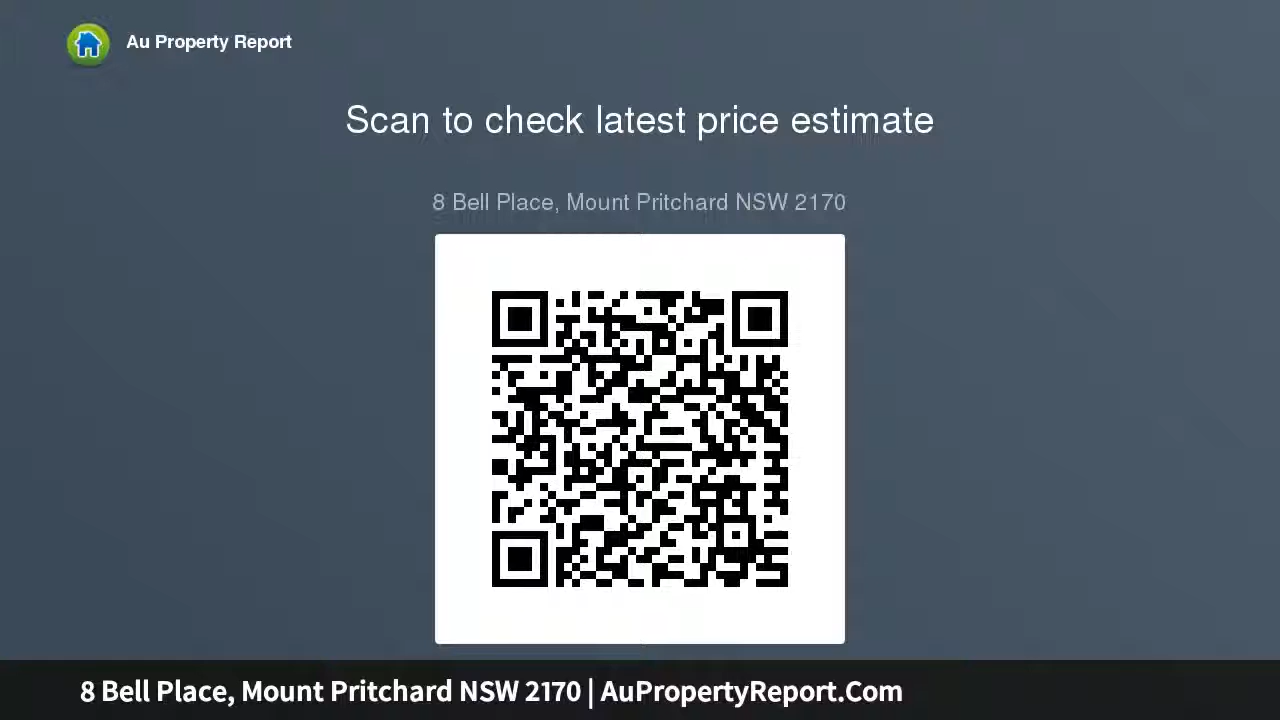 Au Property Report
Scan to check latest price estimate
8 Bell Place, Mount Pritchard NSW 2170
8 Bell Place, Mount Pritchard NSW 2170 | AuPropertyReport.Com